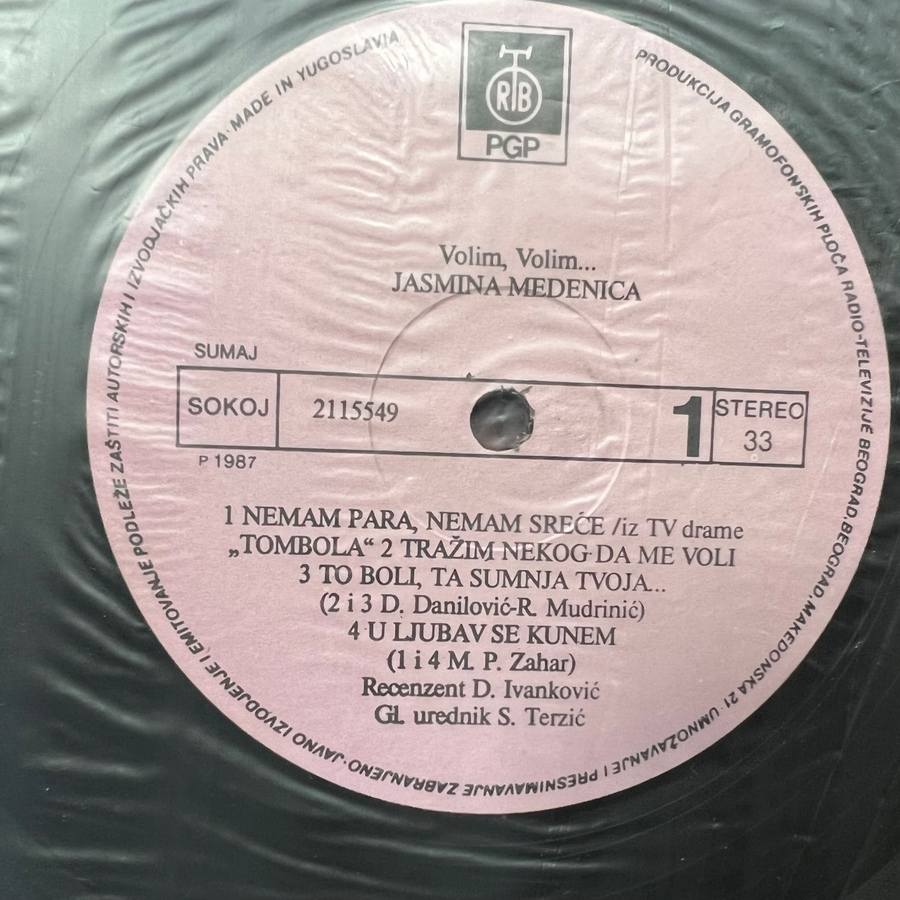 RTB
PGP
PRODUKCIJA GRAMOFONSKIH PLOČA RADIO-TELEVIZIJE BEOGRAD, BEOGRAD, MAKEDONSKA 21 · UMNOŽAVANJE I PRESNIMAVANJE ZABRANJENO · JAVNO IZVODJENJE I EMITOVANJE PODLEŽE ZAŠTITI AUTORSKIH I IZVODJAČKIH PRAVA · MADE IN YUGOSLAVIA
Volim, Volim...
JASMINA MEDENICA
SUMAJ
SOKOJ 2115549 1 STEREO
33
P 1987
1 NEMAM PARA, NEMAM SREĆE /iz TV drame
„TOMBOLA“ 2 TRAŽIM NEKOG DA ME VOLI
3 TO BOLI, TA SUMNJA TVOJA...
(2 i 3 D. Danilović-R. Mudrinić)
4 U LJUBAV SE KUNEM
(1 i 4 M. P. Zahar)
Recenzent D. Ivanković
Gl. urednik S. Terzić